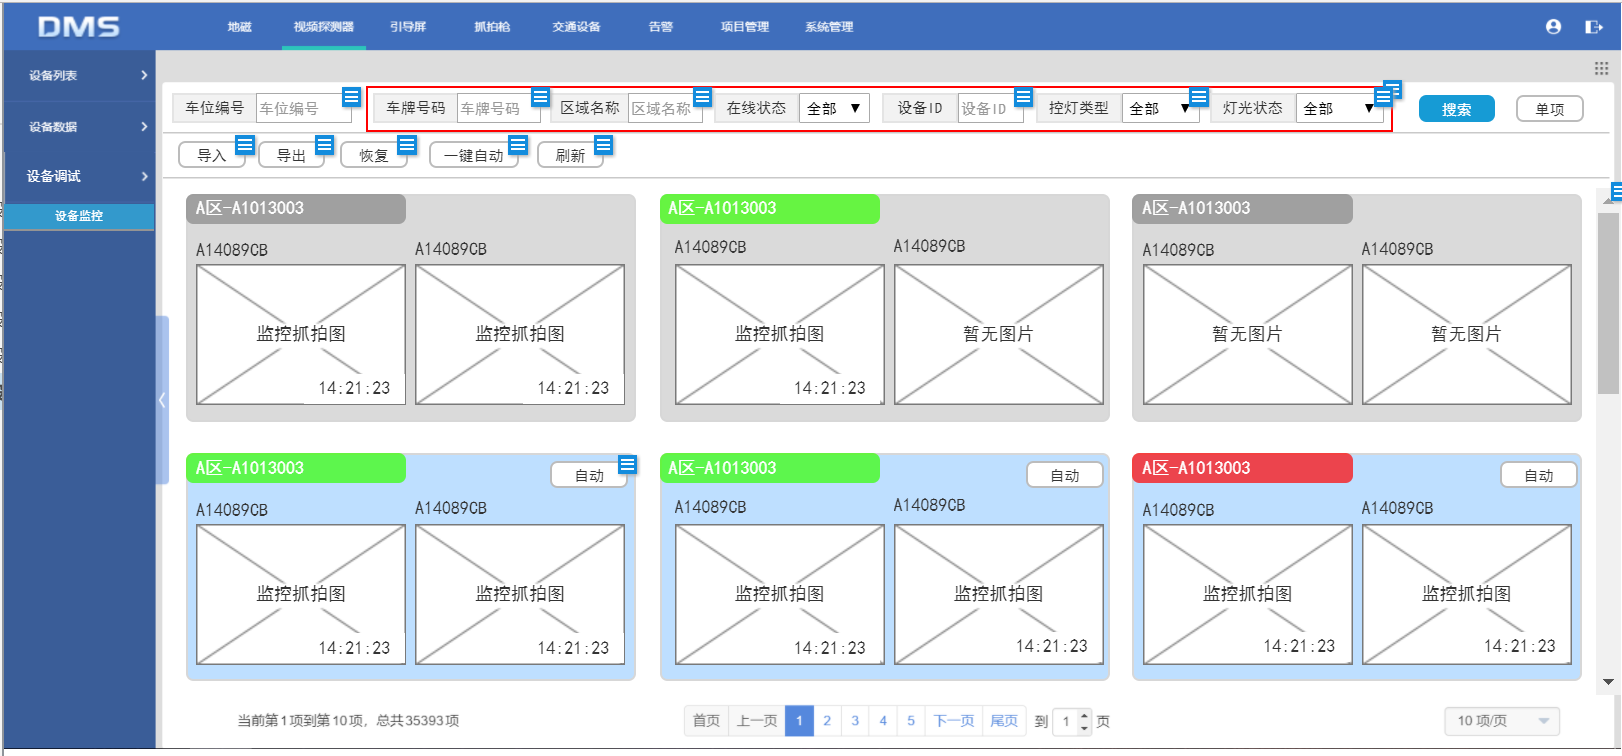 DMS 地磁 视频探测器 引导屏 抓拍枪 交通设备 告警 项目管理 系统管理
设备列表
设备数据
设备调试
设备监控
车位编号 车位编号 车牌号码 车牌号码 区域名称 区域名称 在线状态 全部 ▼ 设备ID 设备ID 控灯类型 全部 ▼ 灯光状态 全部 ▼ 搜索 单项
导入 导出 恢复 一键自动 刷新
A区-A1013003 A区-A1013003 A区-A1013003
A14089CB A14089CB A14089CB A14089CB A14089CB A14089CB
监控抓拍图 监控抓拍图 监控抓拍图 暂无图片 暂无图片 暂无图片
14:21:23 14:21:23 14:21:23
A区-A1013003 自动 A区-A1013003 自动 A区-A1013003 自动
A14089CB A14089CB A14089CB A14089CB A14089CB A14089CB
监控抓拍图 监控抓拍图 监控抓拍图 监控抓拍图 监控抓拍图 监控抓拍图
14:21:23 14:21:23 14:21:23 14:21:23 14:21:23 14:21:23
当前第1项到第10项，总共35393项 首页 上一页 1 2 3 4 5 下一页 尾页 到 1 页 10 项/页